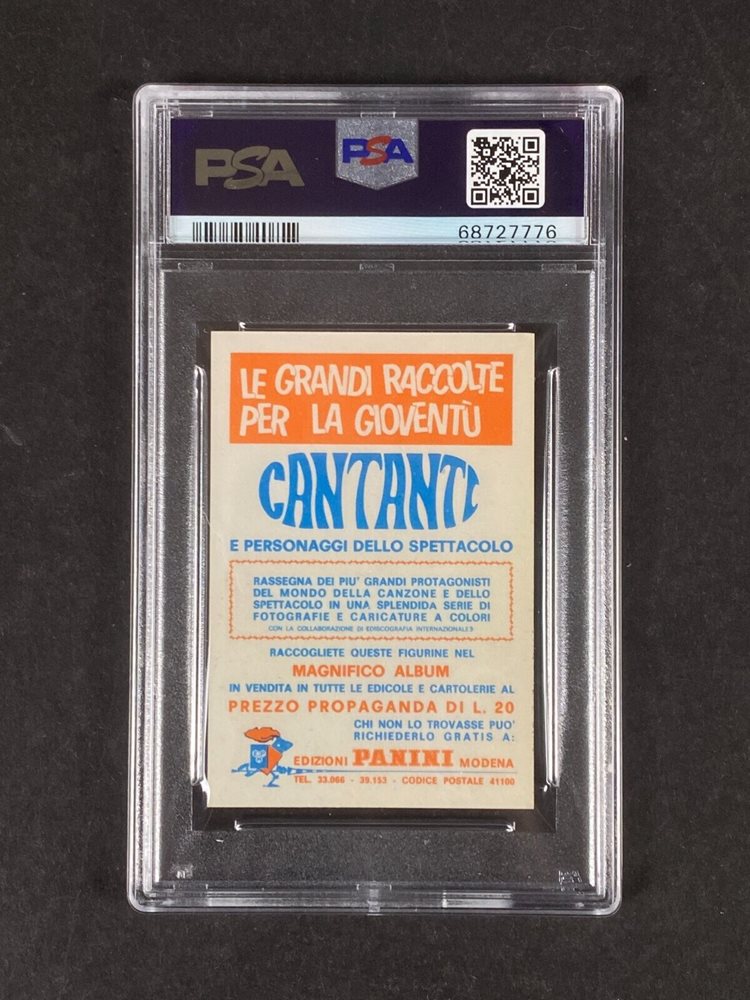 PSA
PSA
68727776
LE GRANDI RACCOLTE
PER LA GIOVENTÙ
CANTANTI
E PERSONAGGI DELLO SPETTACOLO
RASSEGNA DEI PIU' GRANDI PROTAGONISTI
DEL MONDO DELLA CANZONE E DELLO
SPETTACOLO IN UNA SPLENDIDA SERIE DI
FOTOGRAFIE E CARICATURE A COLORI
CON LA COLLABORAZIONE DI «DISCOGRAFIA INTERNAZIONALE»
RACCOGLIETE QUESTE FIGURINE NEL
MAGNIFICO ALBUM
IN VENDITA IN TUTTE LE EDICOLE E CARTOLERIE AL
PREZZO PROPAGANDA DI L. 20
CHI NON LO TROVASSE PUO'
RICHIEDERLO GRATIS A:
EDIZIONI PANINI MODENA
TEL. 33.066 - 39.153 - CODICE POSTALE 41100